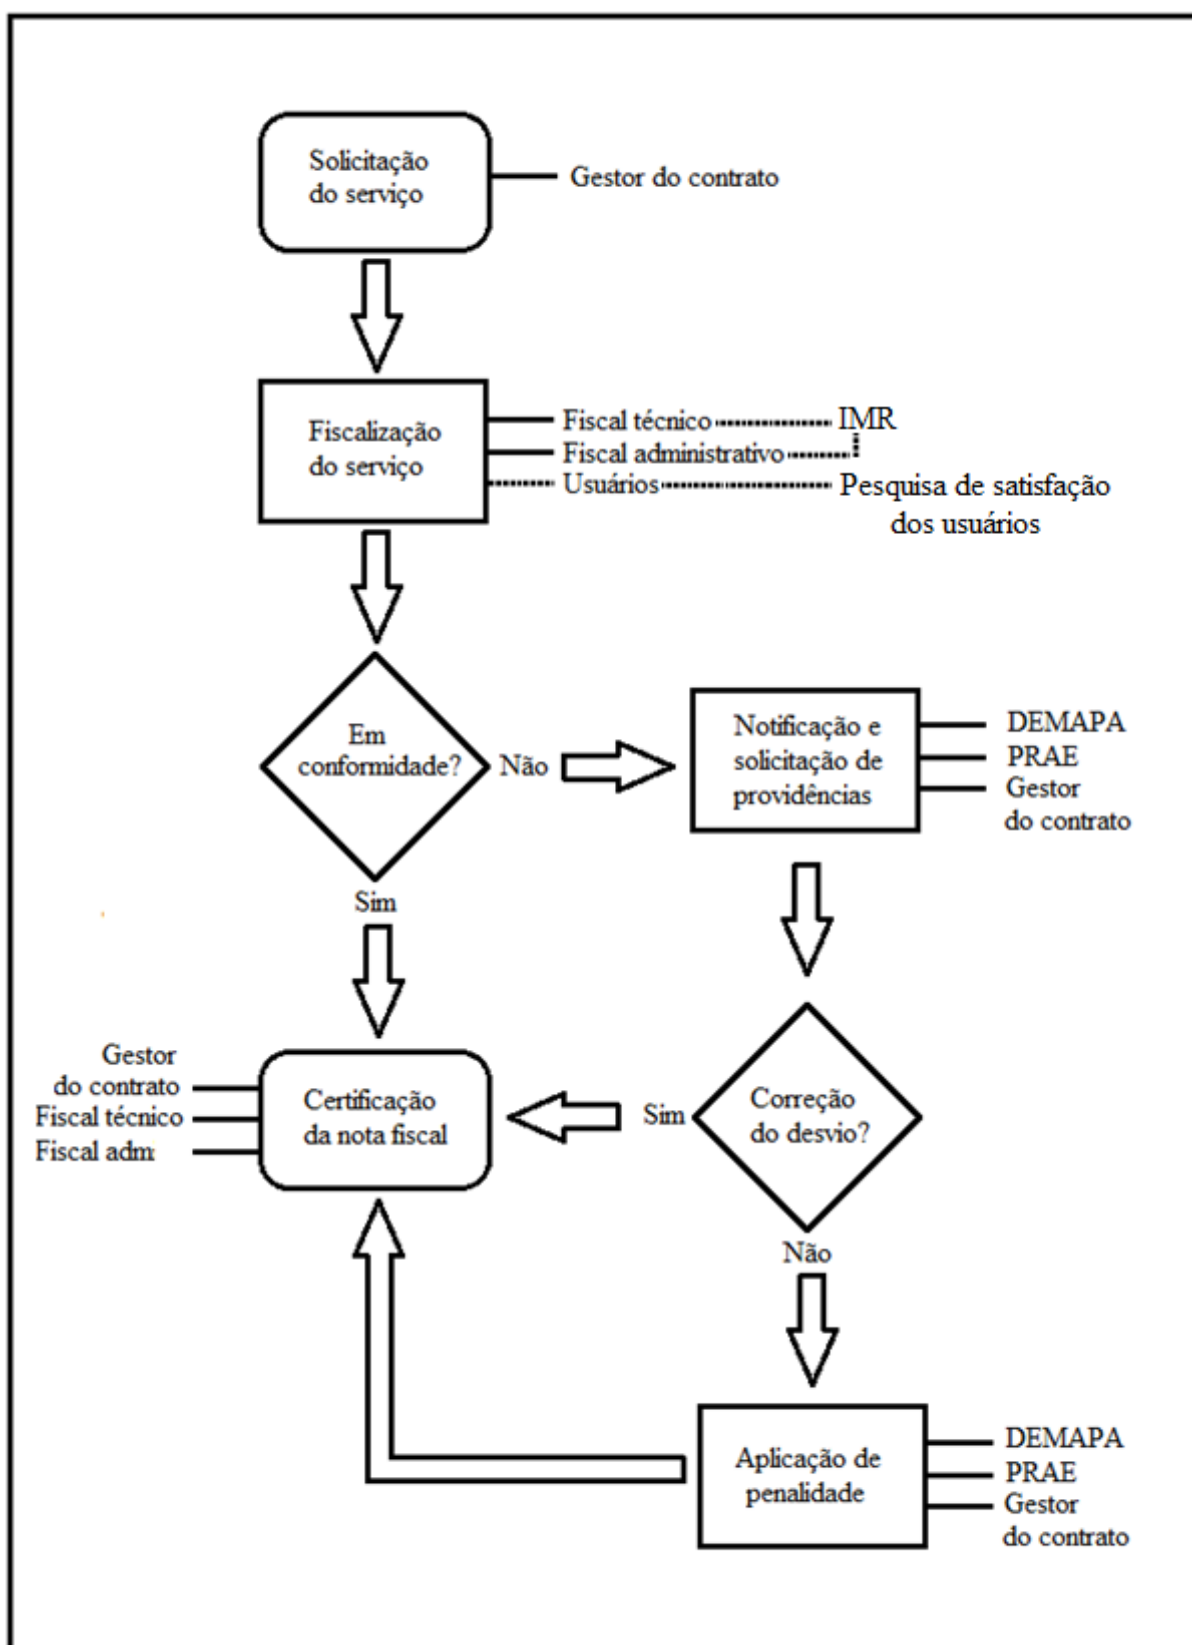 Solicitação
do serviço
Gestor do contrato
Fiscalização
do serviço
Fiscal técnico
IMR
Fiscal administrativo
Usuários
Pesquisa de satisfação
dos usuários
Em
conformidade?
Não
Notificação e
solicitação de
providências
DEMAPA
PRAE
Gestor
do contrato
Sim
Gestor
do contrato
Fiscal técnico
Fiscal adm
Certificação
da nota fiscal
Sim
Correção
do desvio?
Não
Aplicação de
penalidade
DEMAPA
PRAE
Gestor
do contrato